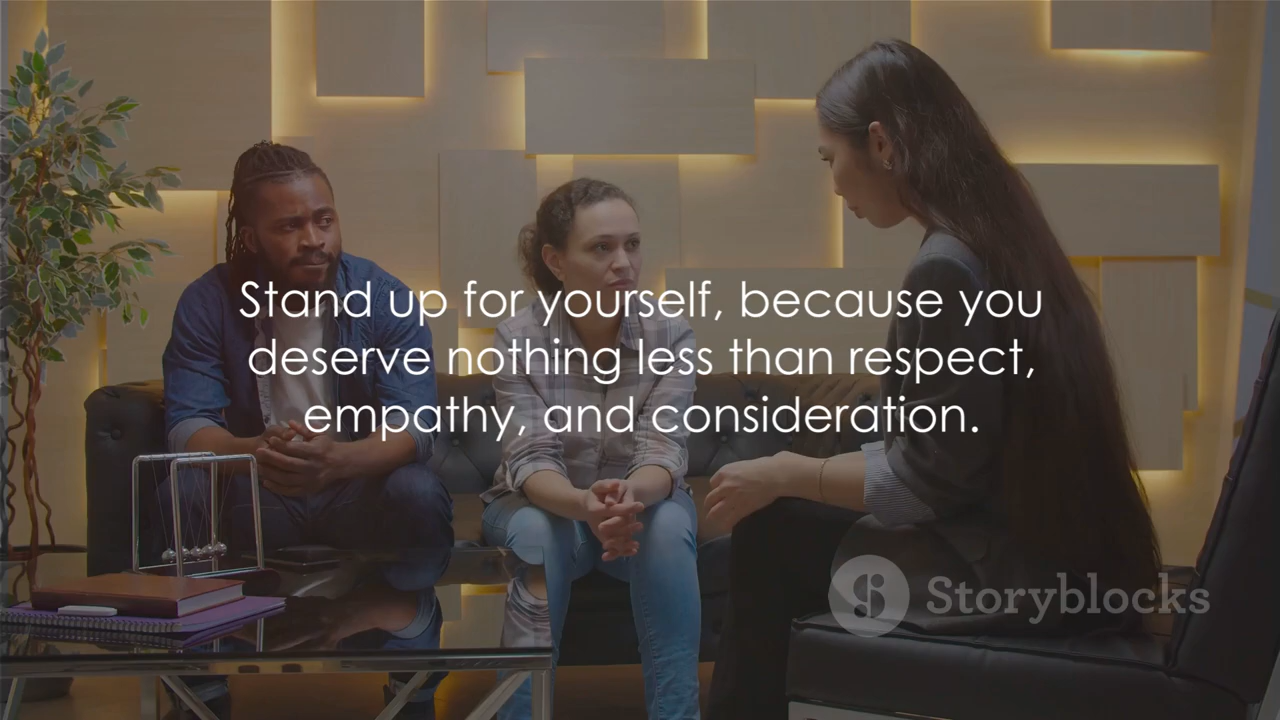 Stand up for yourself, because you
deserve nothing less than respect,
empathy, and consideration.
Storyblocks